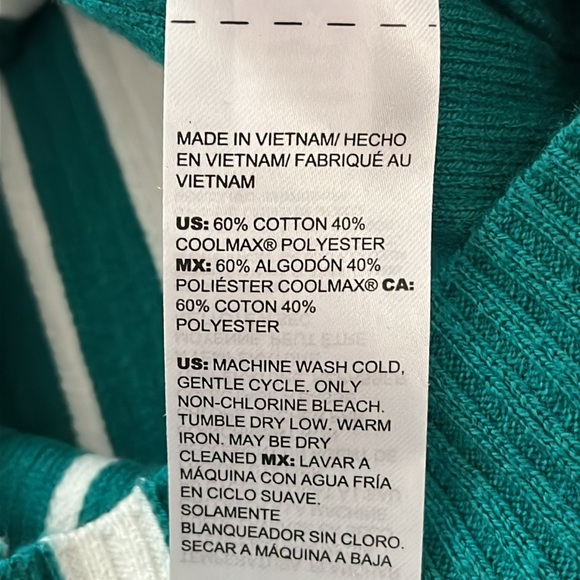 MADE IN VIETNAM/ HECHO
EN VIETNAM/ FABRIQUÉ AU
VIETNAM
US: 60% COTTON 40%
COOLMAX® POLYESTER
MX: 60% ALGODÓN 40%
POLIÉSTER COOLMAX® CA:
60% COTON 40%
POLYESTER
US: MACHINE WASH COLD,
GENTLE CYCLE. ONLY
NON-CHLORINE BLEACH.
TUMBLE DRY LOW. WARM
IRON. MAY BE DRY
CLEANED MX: LAVAR A
MÁQUINA CON AGUA FRÍA
EN CICLO SUAVE.
SOLAMENTE
BLANQUEADOR SIN CLORO.
SECAR A MÁQUINA A BAJA